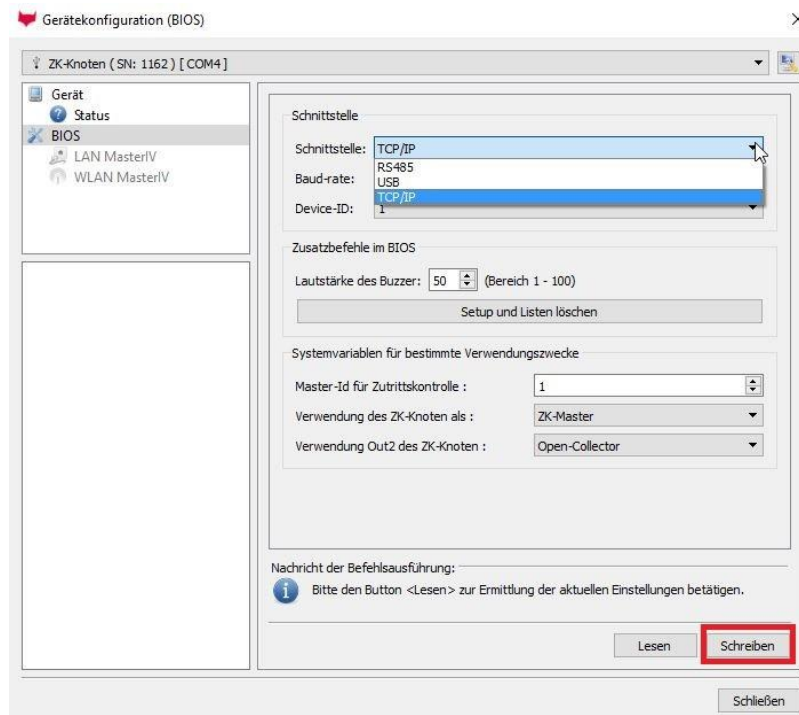 Gerätekonfiguration (BIOS)
ZK-Knoten ( SN: 1162 ) [ COM4 ]
Gerät
Status
BIOS
LAN MasterIV
WLAN MasterIV
Schnittstelle
Schnittstelle: TCP/IP
RS485
Baud-rate: USB
TCP/IP
Device-ID: 1
Zusatzbefehle im BIOS
Lautstärke des Buzzer: 50 (Bereich 1 - 100)
Setup und Listen löschen
Systemvariablen für bestimmte Verwendungszwecke
Master-Id für Zutrittskontrolle : 1
Verwendung des ZK-Knoten als : ZK-Master
Verwendung Out2 des ZK-Knoten : Open-Collector
Nachricht der Befehlsausführung:
Bitte den Button <Lesen> zur Ermittlung der aktuellen Einstellungen betätigen.
Lesen Schreiben
Schließen